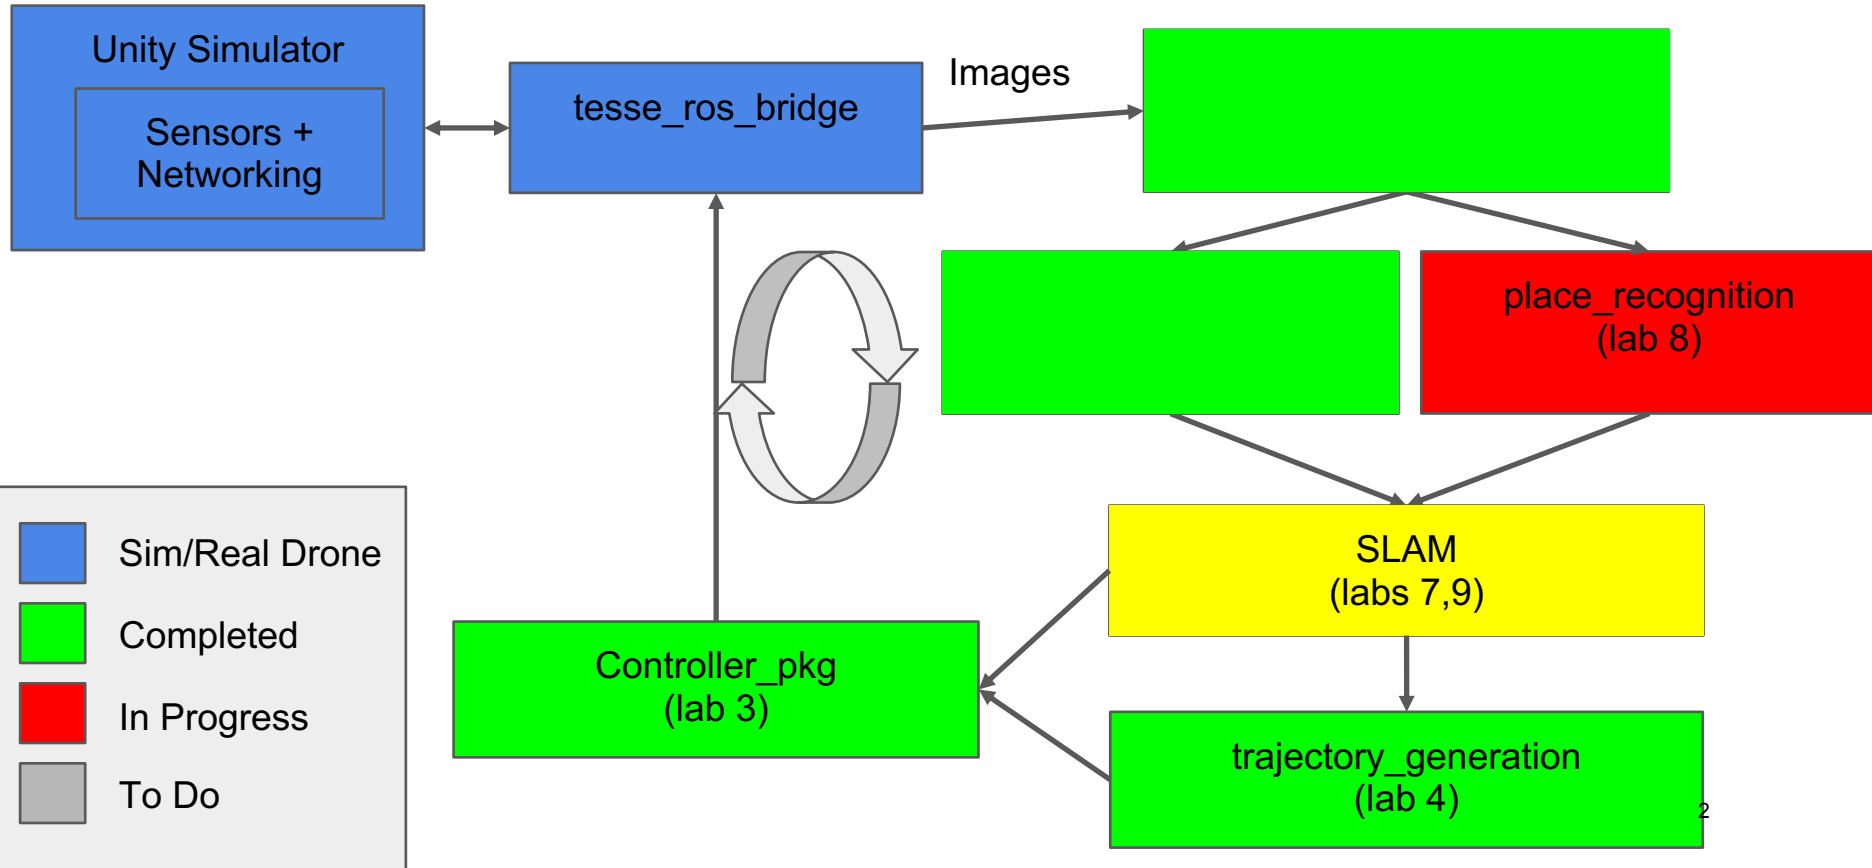 Unity Simulator
Sensors +
Networking
tesse_ros_bridge
Images
place_recognition
(lab 8)
SLAM
(labs 7,9)
Controller_pkg
(lab 3)
trajectory_generation
(lab 4)
Sim/Real Drone
Completed
In Progress
To Do
2